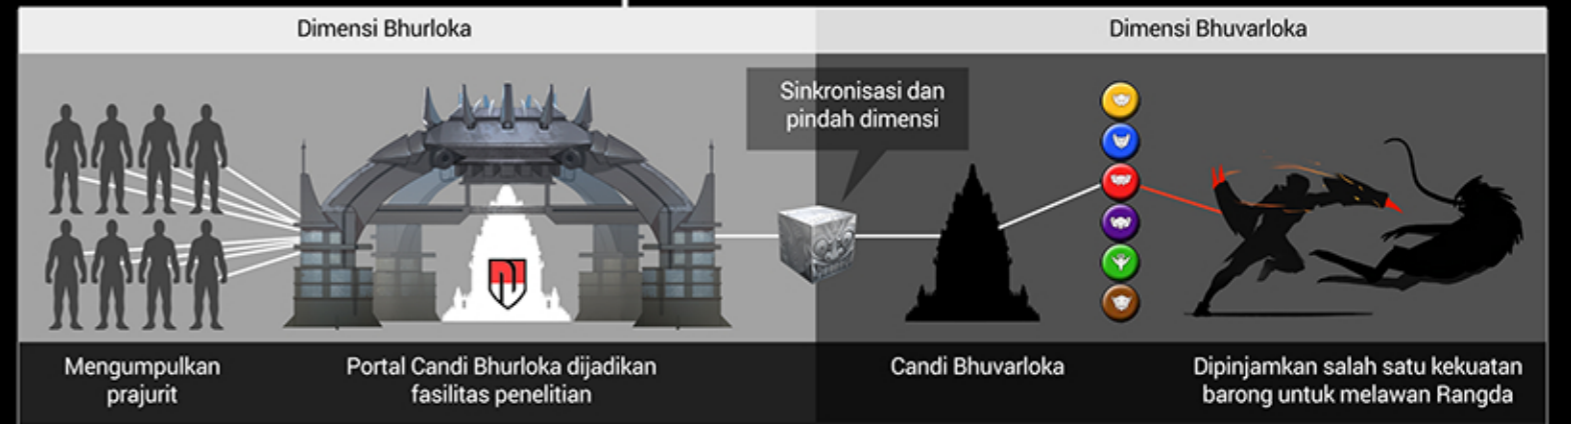 Dimensi Bhurloka
Dimensi Bhuvarloka
Sinkronisasi dan
pindah dimensi
Mengumpulkan
prajurit
Portal Candi Bhurloka dijadikan
fasilitas penelitian
Candi Bhuvarloka
Dipinjamkan salah satu kekuatan
barong untuk melawan Rangda